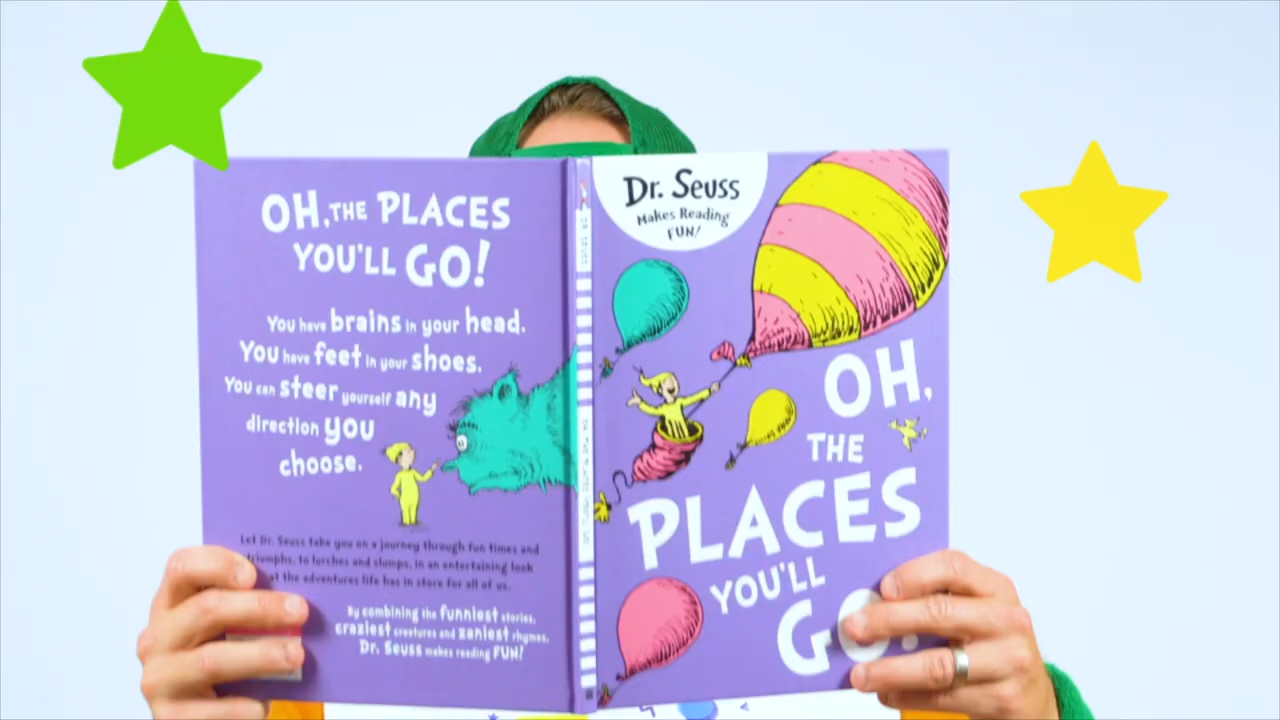 OH, THE PLACES
YOU'LL GO!
You have brains in your head.
You have feet in your shoes.
You can steer yourself any
direction you
choose.
Let Dr. Seuss take you on a journey through fun times and
triumphs, to lurches and slumps, in an entertaining look
at the adventures life has in store for all of us.
By combining the funniest stories,
craziest creatures and zaniest rhymes,
Dr. Seuss makes reading FUN!
Dr. Seuss
Makes Reading
FUN!
OH,
THE
PLACES
YOU'LL
GO!